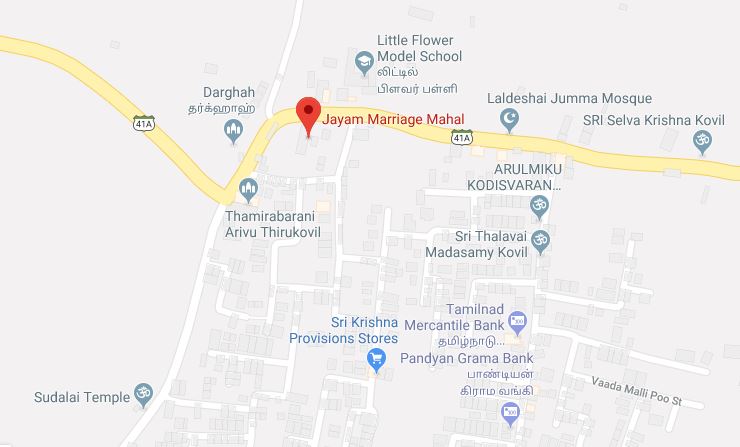 Little Flower
Model School
லிட்டில்
பிளவர் பள்ளி
Darghah
தர்க்ஹாஹ்
Laldeshai Jumma Mosque
41A
Jayam Marriage Mahal
SRI Selva Krishna Kovil
41A
ARULMIKU
KODISVARAN...
Thamirabarani
Arivu Thirukovil
Sri Thalavai
Madasamy Kovil
Tamilnad
Mercantile Bank
தமிழ்நாடு...
Sri Krishna
Provisions Stores
Pandyan Grama Bank
பாண்டியன்
கிராம வங்கி
Vaada Malli Poo St
Sudalai Temple